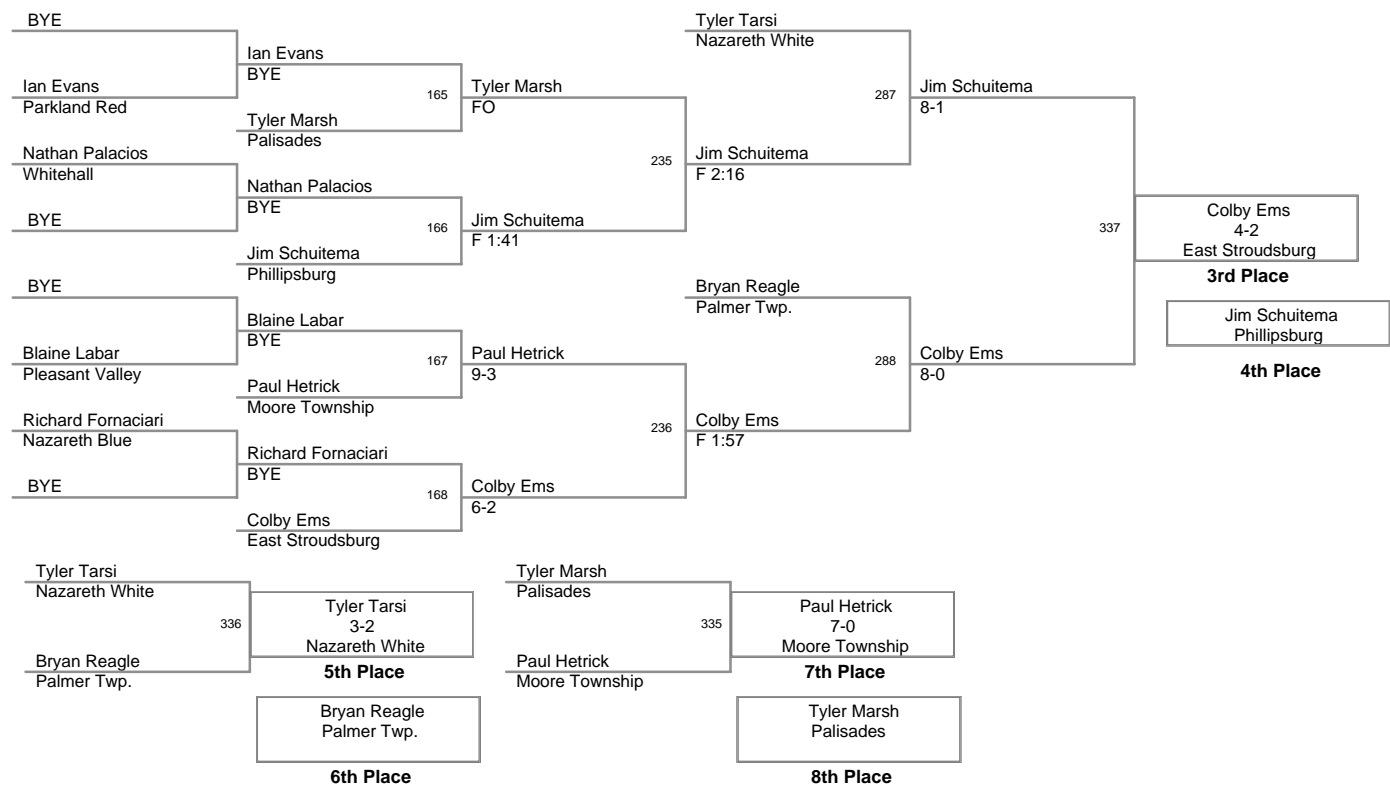 BYE
Ian Evans
Parkland Red
Nathan Palacios
Whitehall
BYE
BYE
Blaine Labar
Pleasant Valley
Richard Fornaciari
Nazareth Blue
BYE
Ian Evans
BYE
165
Tyler Marsh
Palisades
Nathan Palacios
BYE
166
Jim Schuitema
Phillipsburg
Blaine Labar
BYE
167
Paul Hetrick
Moore Township
Richard Fornaciari
BYE
168
Colby Ems
East Stroudsburg
Tyler Marsh
FO
235
Jim Schuitema
F 1:41
Paul Hetrick
9-3
236
Colby Ems
6-2
Tyler Tarsi
Nazareth White
287
Jim Schuitema
F 2:16
Bryan Reagle
Palmer Twp.
288
Colby Ems
F 1:57
Jim Schuitema
8-1
337
Colby Ems
8-0
Colby Ems
4-2
East Stroudsburg
3rd Place
Jim Schuitema
Phillipsburg
4th Place
Tyler Tarsi
Nazareth White
336
Bryan Reagle
Palmer Twp.
Tyler Tarsi
3-2
Nazareth White
5th Place
Bryan Reagle
Palmer Twp.
6th Place
Tyler Marsh
Palisades
335
Paul Hetrick
Moore Township
Paul Hetrick
7-0
Moore Township
7th Place
Tyler Marsh
Palisades
8th Place